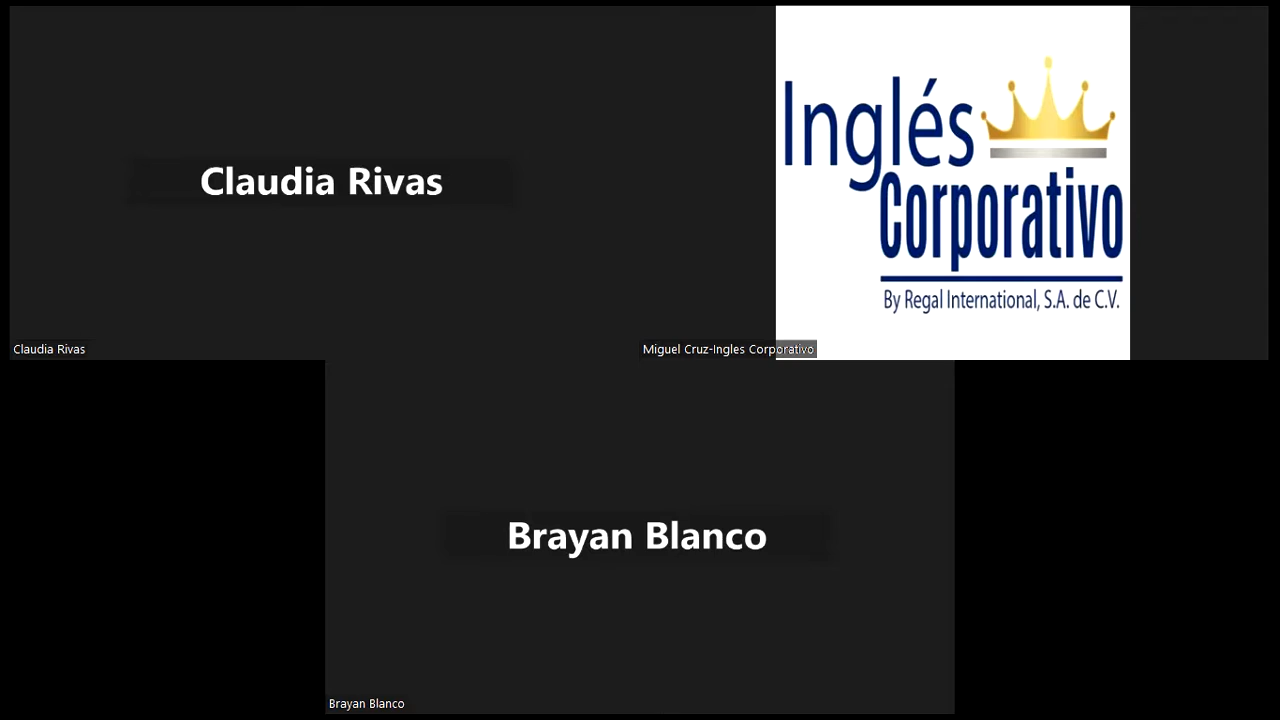 Claudia Rivas
Claudia Rivas
Inglés
Corporativo
By Regal International, S.A. de C.V.
Miguel Cruz-Ingles Corporativo
Brayan Blanco
Brayan Blanco